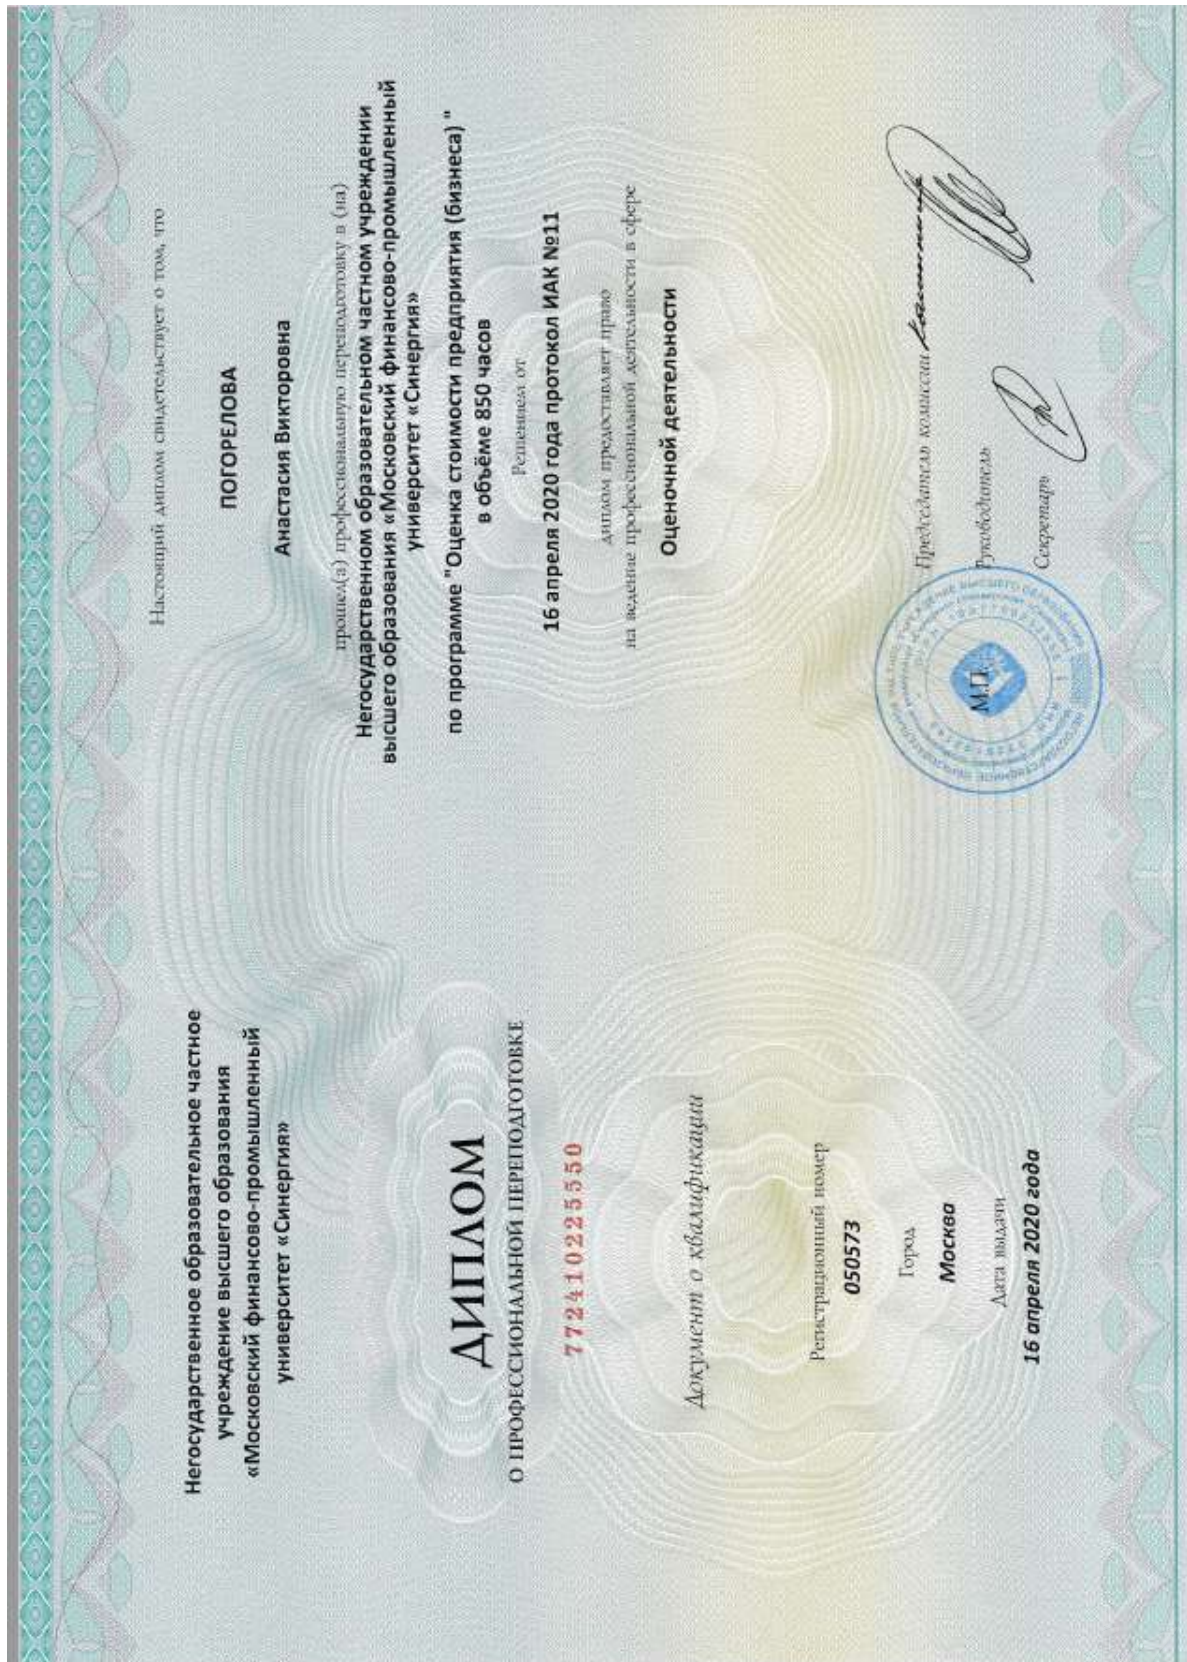 Негосударственное образовательное частное
учреждение высшего образования
«Московский финансово-промышленный
университет «Синергия»
ДИПЛОМ
О ПРОФЕССИОНАЛЬНОЙ ПЕРЕПОДГОТОВКЕ
772410225550
Документ о квалификации
Регистрационный номер
050573
Город
Москва
Дата выдачи
16 апреля 2020 года
Настоящий диплом свидетельствует о том, что
ПОГОРЕЛОВА
Анастасия Викторовна
прошел(а) профессиональную переподготовку в (на)
Негосударственном образовательном частном учреждении
высшего образования «Московский финансово-промышленный
университет «Синергия»
по программе "Оценка стоимости предприятия (бизнеса) "
в объёме 850 часов
Решением от
16 апреля 2020 года протокол ИАК №11
диплом предоставляет право
на ведение профессиональной деятельности в сфере
Оценочной деятельности
Председатель комиссии
Руководитель
М.П.
Секретарь